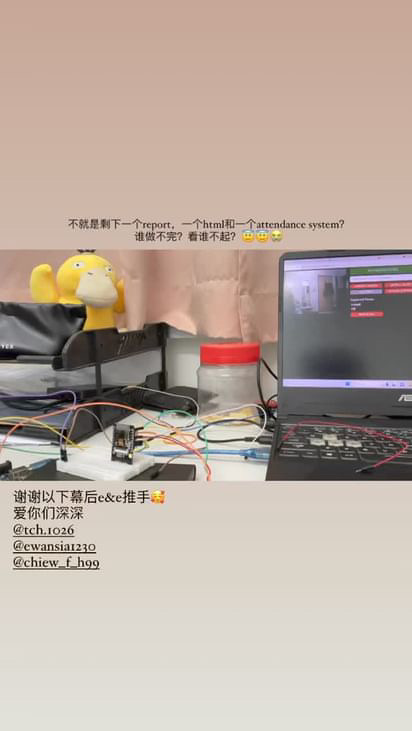 不就是剩下一个report，一个html和一个attendance system？
谁做不完？看谁不起？😇😇😭
谢谢以下幕后e&e推手🥰
爱你们深深
@tch.1026
@ewansia1230
@chiew_f_h99